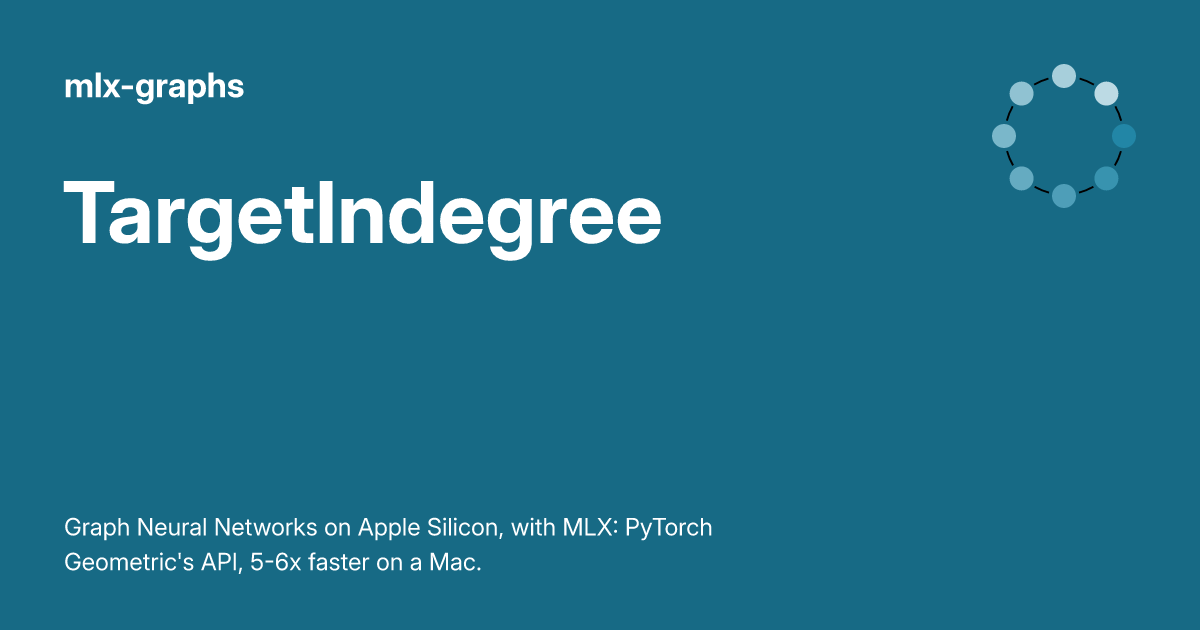 mlx-graphs
TargetIndegree
Graph Neural Networks on Apple Silicon, with MLX: PyTorch
Geometric's API, 5-6x faster on a Mac.